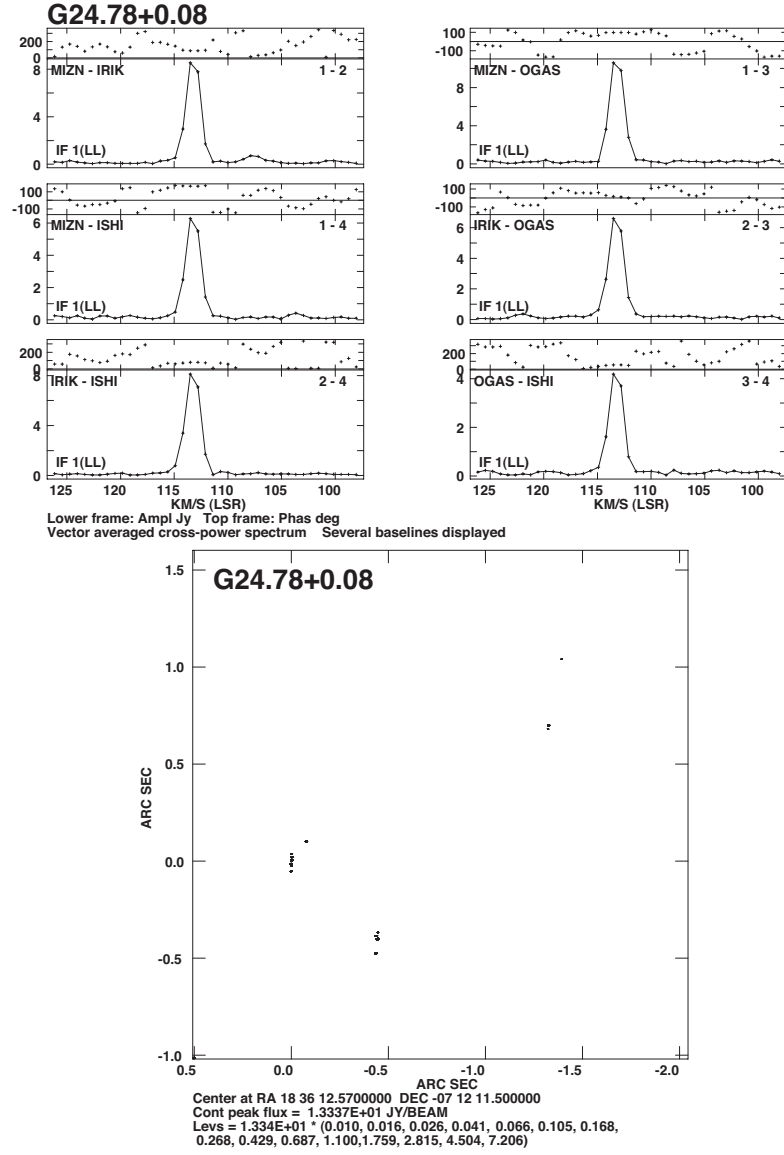 G24.78+0.08
200
0
MIZN - IRIK 1 - 2
8
4
0
IF 1(LL)
100
-100
MIZN - OGAS 1 - 3
8
4
0
IF 1(LL)
100
-100
MIZN - ISHI 1 - 4
6
4
2
0
IF 1(LL)
100
-100
IRIK - OGAS 2 - 3
6
4
2
0
IF 1(LL)
200
0
IRIK - ISHI 2 - 4
8
4
0
IF 1(LL)
125 120 115 110 105 100
KM/S (LSR)
200
0
OGAS - ISHI 3 - 4
4
2
0
IF 1(LL)
125 120 115 110 105 100
KM/S (LSR)
Lower frame: Ampl Jy Top frame: Phas deg
Vector averaged cross-power spectrum Several baselines displayed
G24.78+0.08
1.5
1.0
0.5
0.0
-0.5
-1.0
ARC SEC
0.5 0.0 -0.5 -1.0 -1.5 -2.0
ARC SEC
Center at RA 18 36 12.5700000 DEC -07 12 11.500000
Cont peak flux = 1.3337E+01 JY/BEAM
Levs = 1.334E+01 * (0.010, 0.016, 0.026, 0.041, 0.066, 0.105, 0.168,
0.268, 0.429, 0.687, 1.100,1.759, 2.815, 4.504, 7.206)